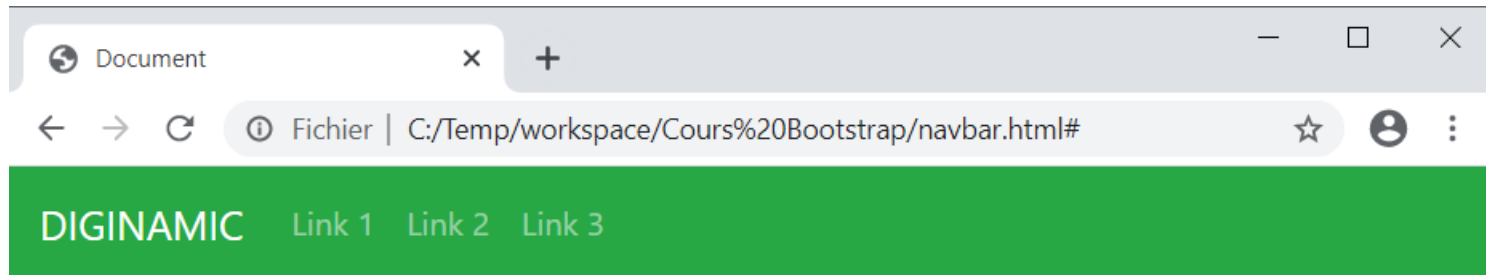 Document
Fichier | C:/Temp/workspace/Cours%20Bootstrap/navbar.html#
DIGINAMIC Link 1 Link 2 Link 3